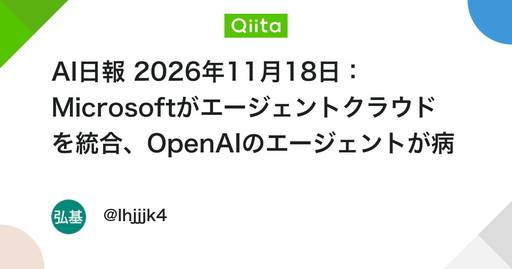 Qiita
AI日報 2026年11月18日：
Microsoftがエージェントクラウド
を統合、OpenAIのエージェントが病
弘基
@lhjjjk4